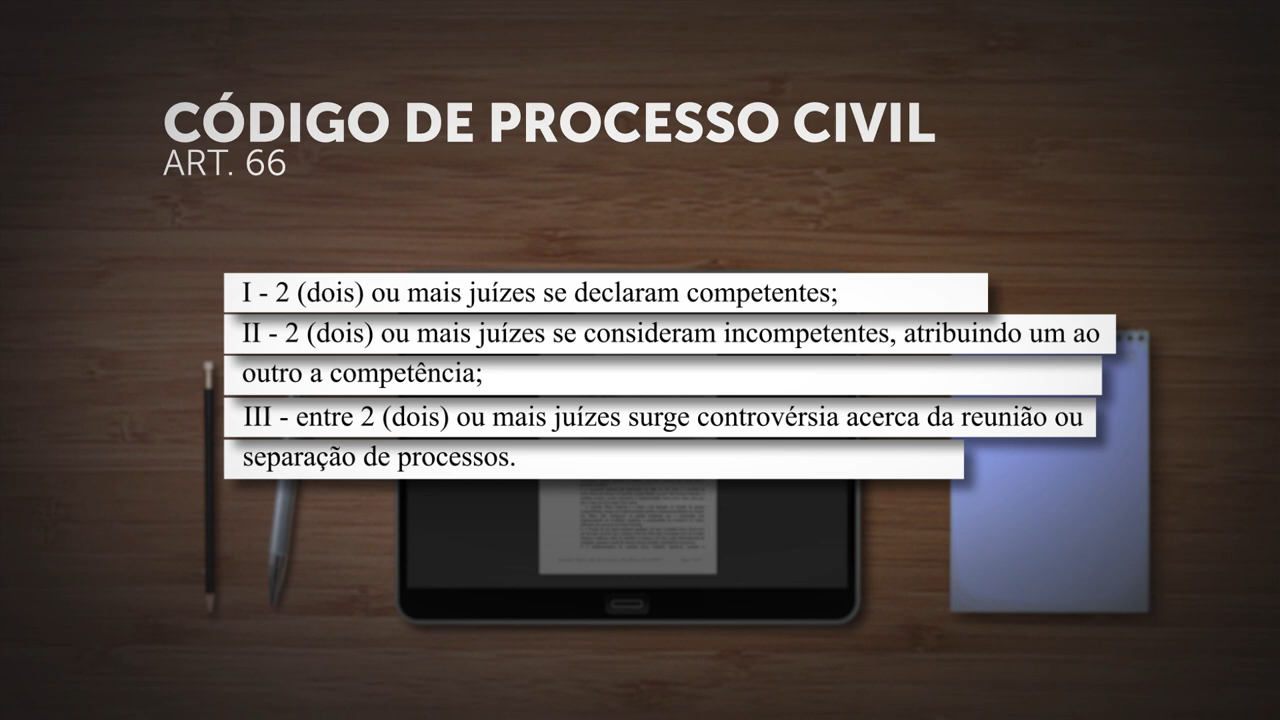 CÓDIGO DE PROCESSO CIVIL
ART. 66
I - 2 (dois) ou mais juízes se declaram competentes;
II - 2 (dois) ou mais juízes se consideram incompetentes, atribuindo um ao
outro a competência;
III - entre 2 (dois) ou mais juízes surge controvérsia acerca da reunião ou
separação de processos.